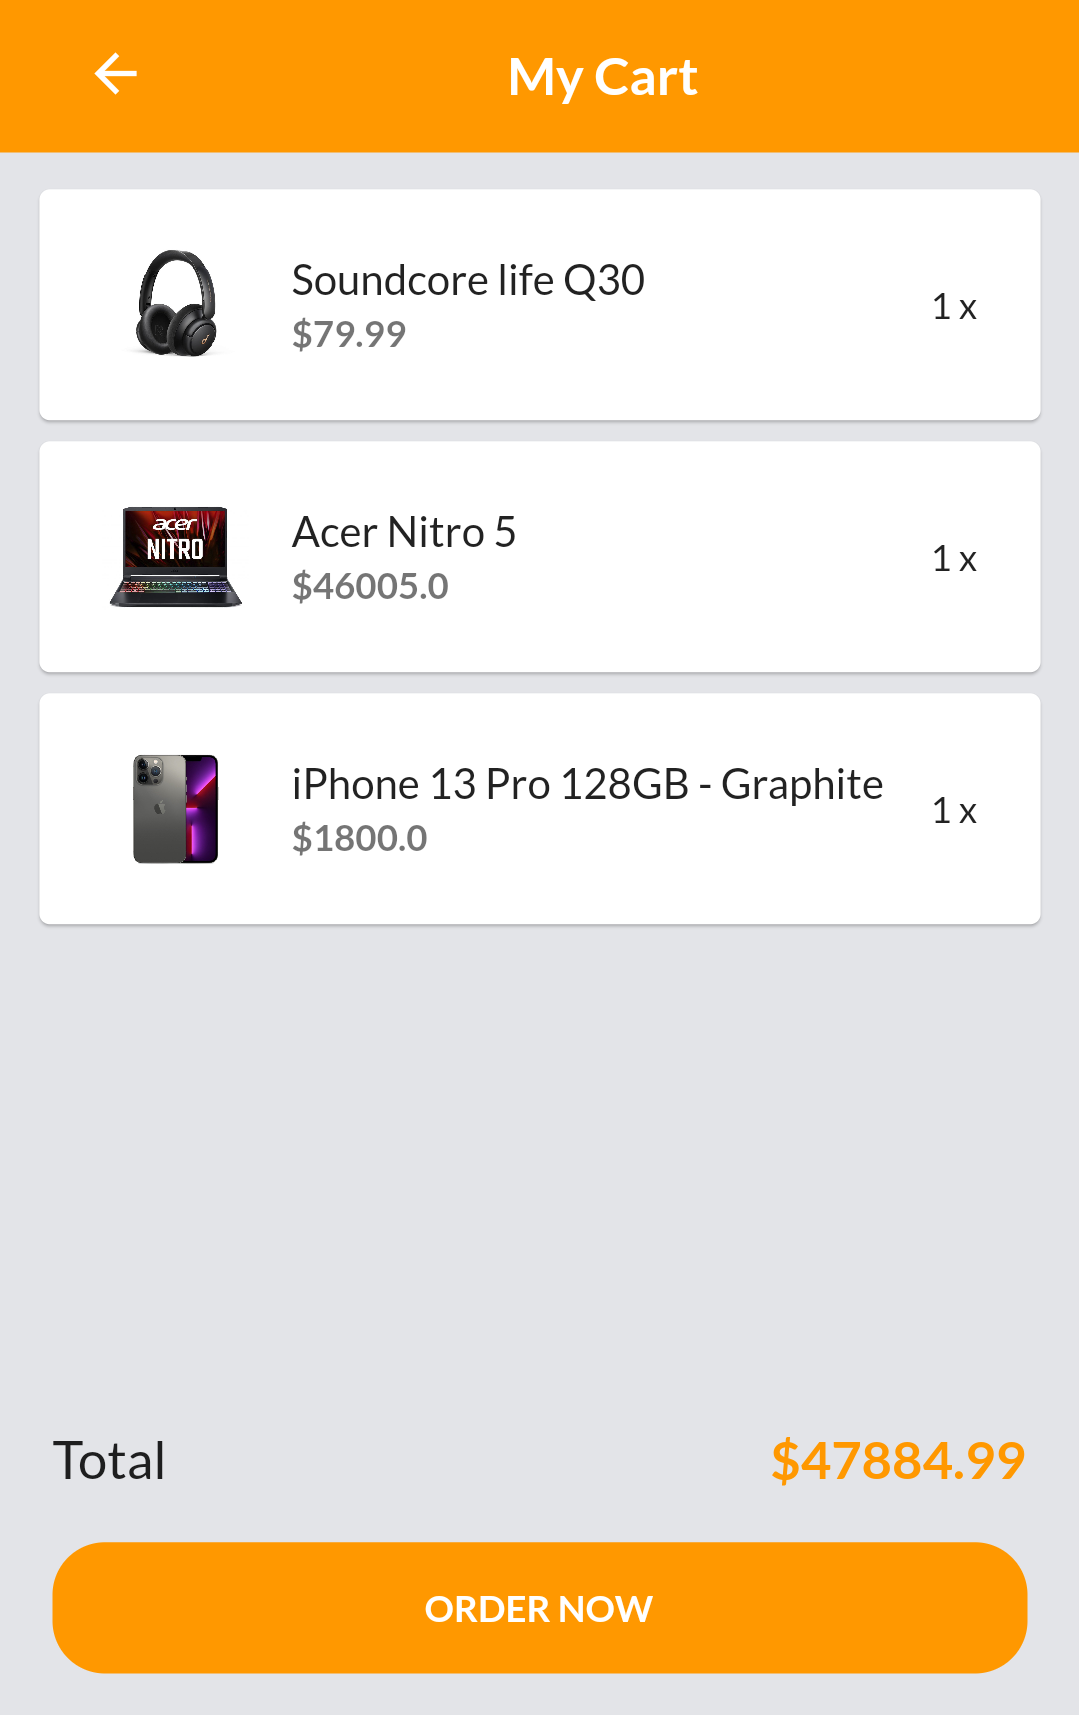 My Cart
Soundcore life Q30
$79.99
1 x
acer
NITRO
Acer Nitro 5
$46005.0
1 x
iPhone 13 Pro 128GB - Graphite
$1800.0
1 x
Total
$47884.99
ORDER NOW